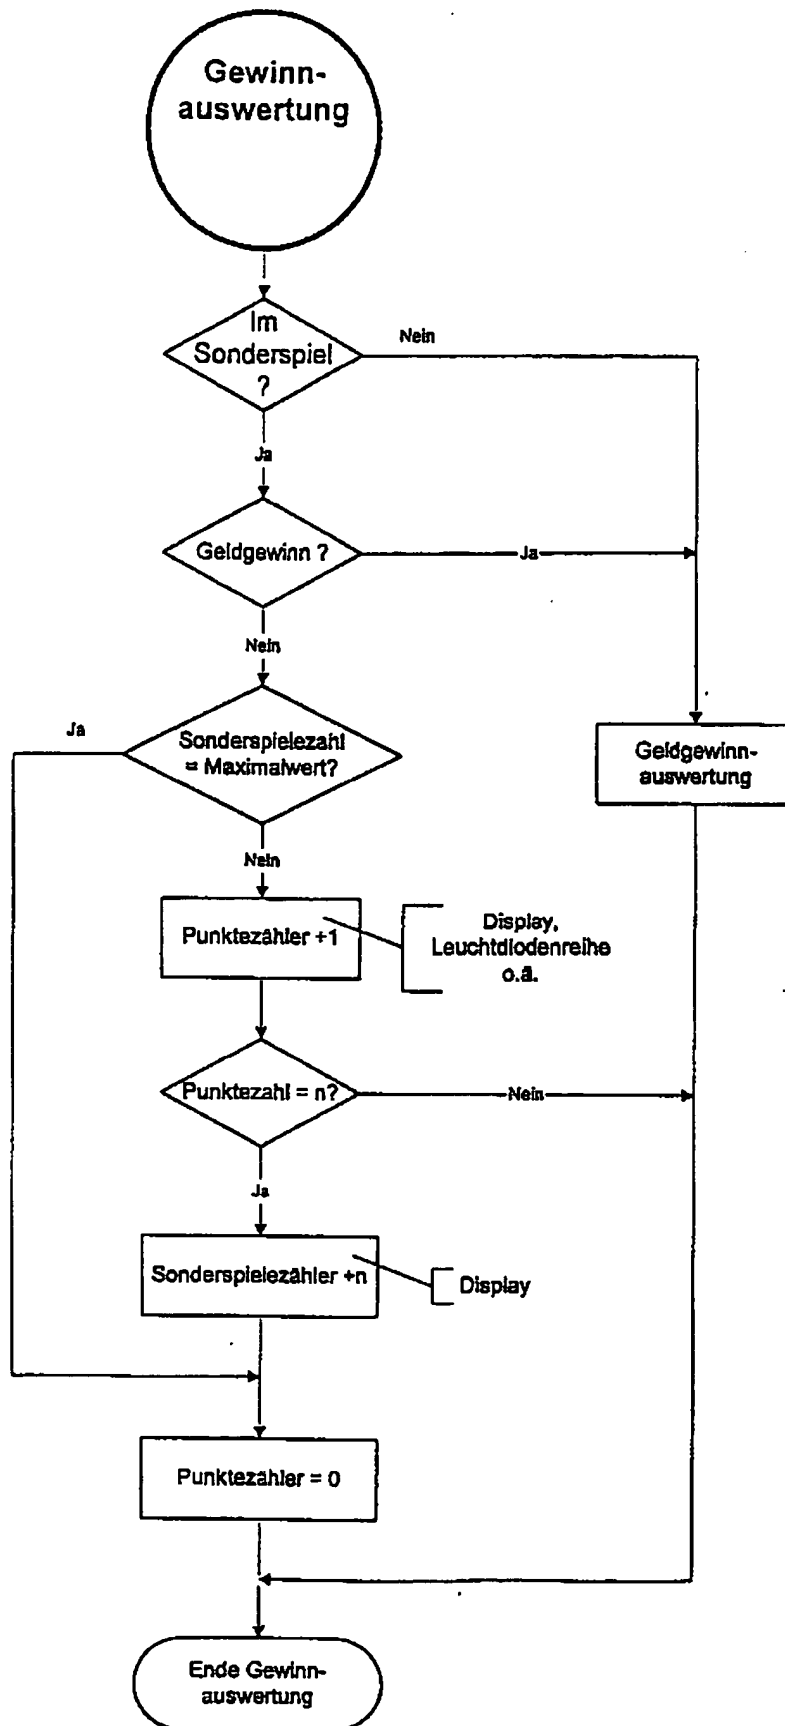 Gewinn-
auswertung
Im
Sonderspiel
?
Nein
Ja
Geldgewinn ?
Ja
Nein
Ja
Sonderspielezahl
= Maximalwert?
Geldgewinn-
auswertung
Nein
Punktezähler +1
Display,
Leuchtdiodenreihe
o.ä.
Punktezahl = n?
Nein
Ja
Sonderspielezähler +n
Display
Punktezähler = 0
Ende Gewinn-
auswertung